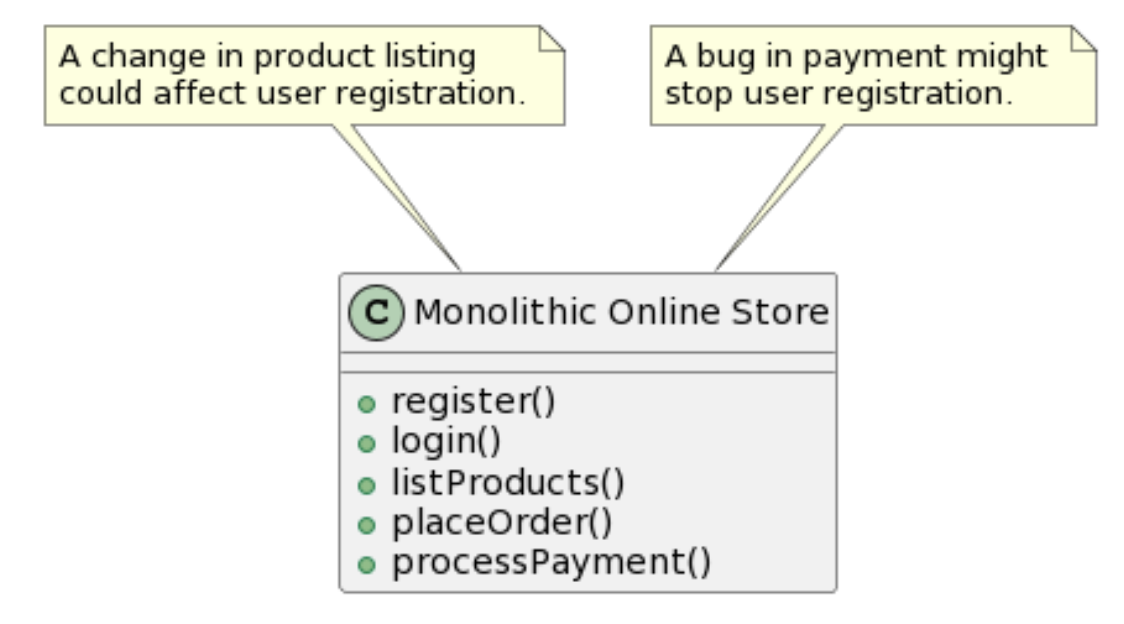 A change in product listing
could affect user registration.
A bug in payment might
stop user registration.
C Monolithic Online Store
register()
login()
listProducts()
placeOrder()
processPayment()